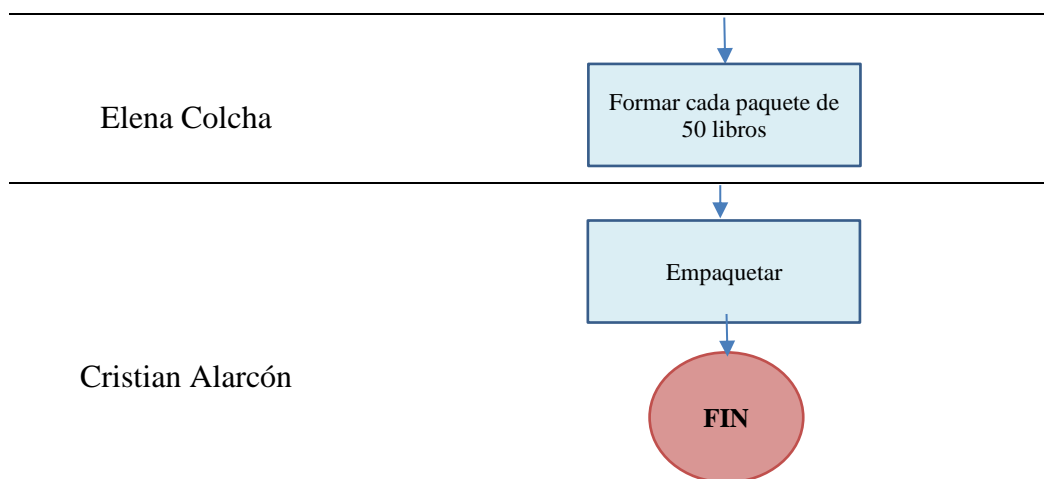 Elena Colcha
Formar cada paquete de
50 libros
Empaquetar
Cristian Alarcón
FIN